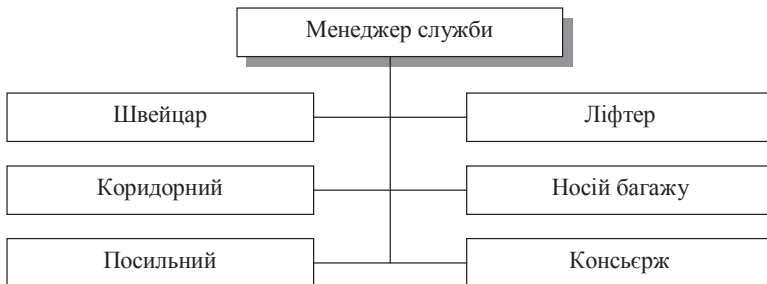 Менеджер служби
Швейцар
Ліфтер
Коридорний
Носій багажу
Посильний
Консьєрж